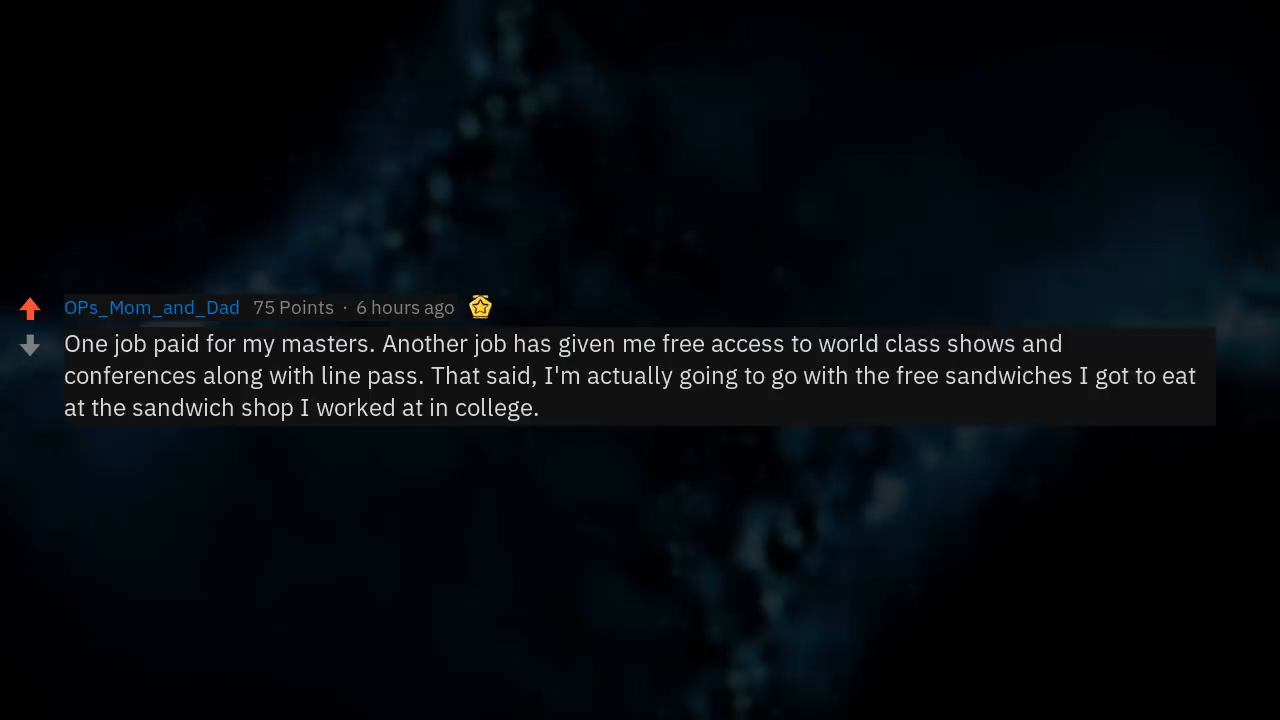 OPs_Mom_and_Dad 75 Points · 6 hours ago
One job paid for my masters. Another job has given me free access to world class shows and
conferences along with line pass. That said, I'm actually going to go with the free sandwiches I got to eat
at the sandwich shop I worked at in college.